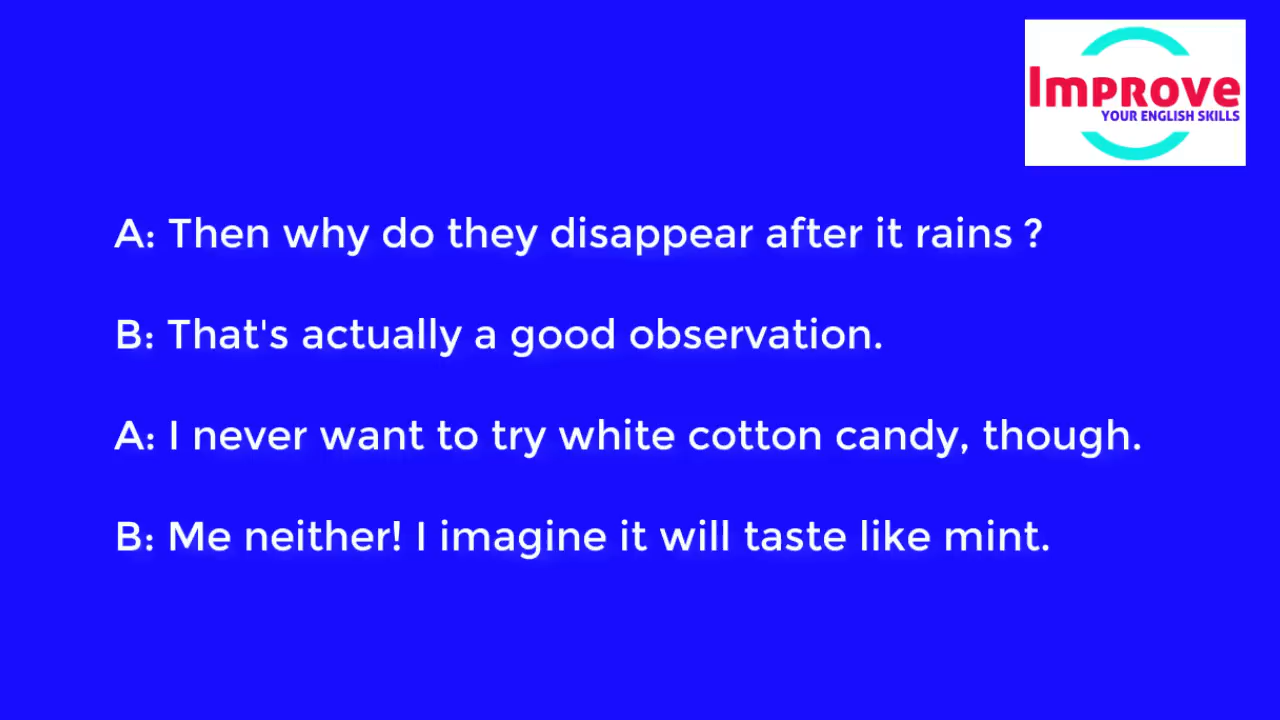 Improve
YOUR ENGLISH SKILLS
A: Then why do they disappear after it rains ?
B: That's actually a good observation.
A: I never want to try white cotton candy, though.
B: Me neither! I imagine it will taste like mint.